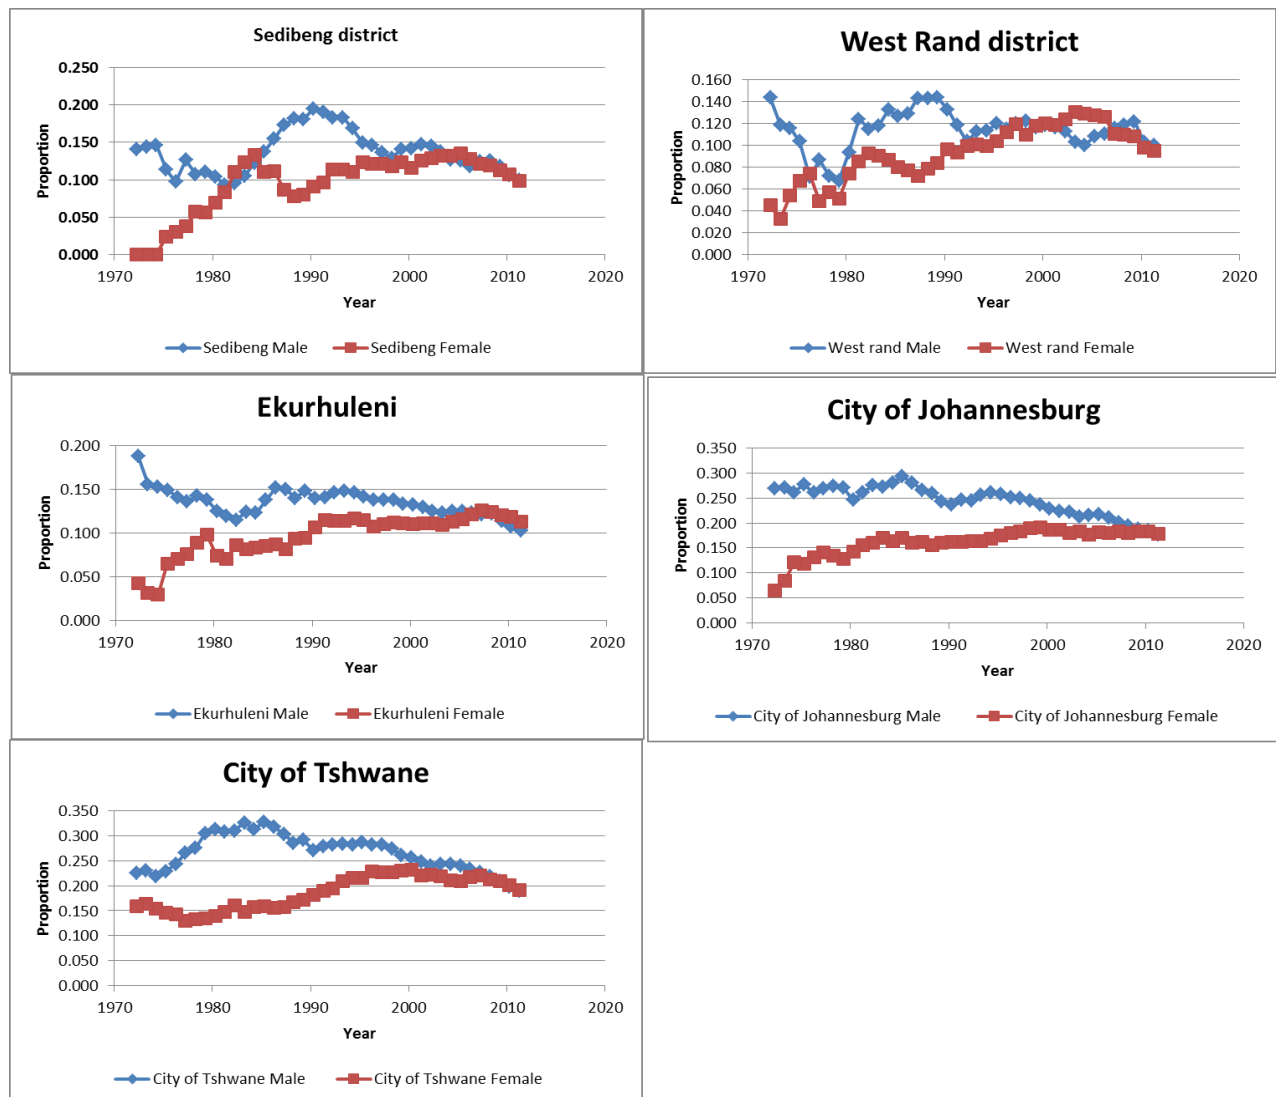 Sedibeng district
0.250
0.200
0.150
0.100
0.050
0.000
Proportion
1970 1980 1990 2000 2010 2020
Year
Sedibeng Male Sedibeng Female
West Rand district
0.160
0.140
0.120
0.100
0.080
0.060
0.040
0.020
0.000
Proportion
1970 1980 1990 2000 2010 2020
Year
West rand Male West rand Female
Ekurhuleni
0.200
0.150
0.100
0.050
0.000
Proportion
1970 1980 1990 2000 2010 2020
Year
Ekurhuleni Male Ekurhuleni Female
City of Johannesburg
0.350
0.300
0.250
0.200
0.150
0.100
0.050
0.000
Proportion
1970 1980 1990 2000 2010 2020
Year
City of Johannesburg Male City of Johannesburg Female
City of Tshwane
0.350
0.300
0.250
0.200
0.150
0.100
0.050
0.000
Proportion
1970 1980 1990 2000 2010 2020
Year
City of Tshwane Male City of Tshwane Female